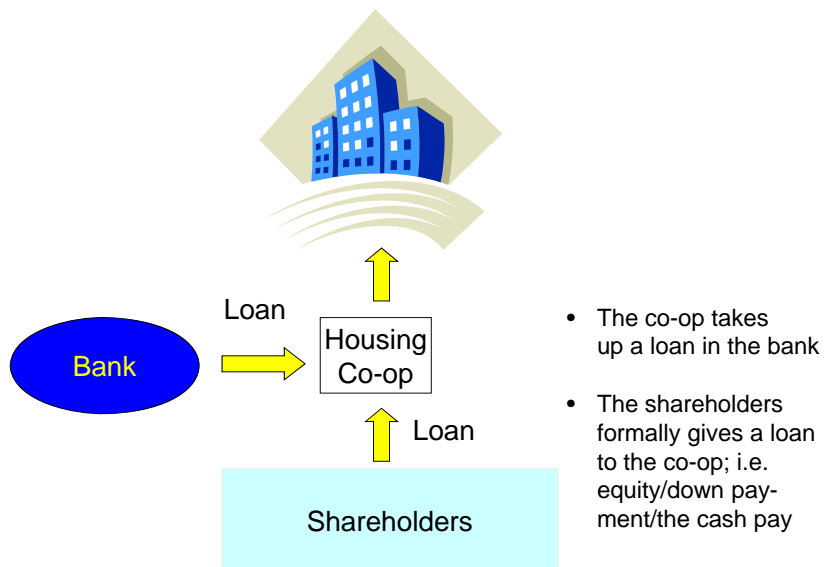 Loan
Bank
Housing
Co-op
Loan
Shareholders
• The co-op takes
up a loan in the bank
• The shareholders
formally gives a loan
to the co-op; i.e.
equity/down pay-
ment/the cash pay